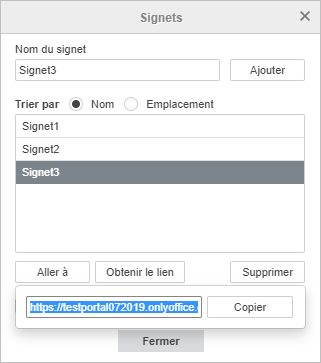 Signets
Nom du signet
Signet3 Ajouter
Trier par Nom Emplacement
Signet1
Signet2
Signet3
Aller à Obtenir le lien Supprimer
https://testportal072019.onlyoffice. Copier
Fermer